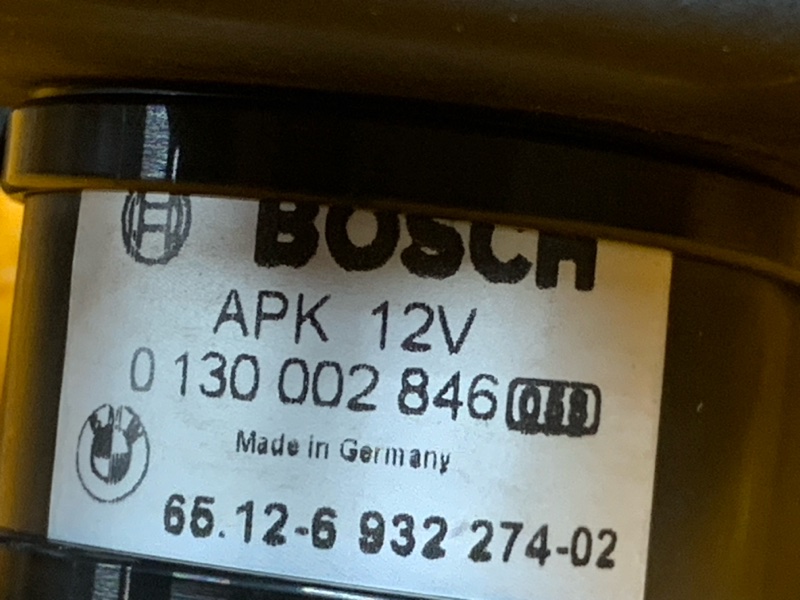 BOSCH
APK 12V
0 130 002 846
Made in Germany
65.12-6 932 274-02